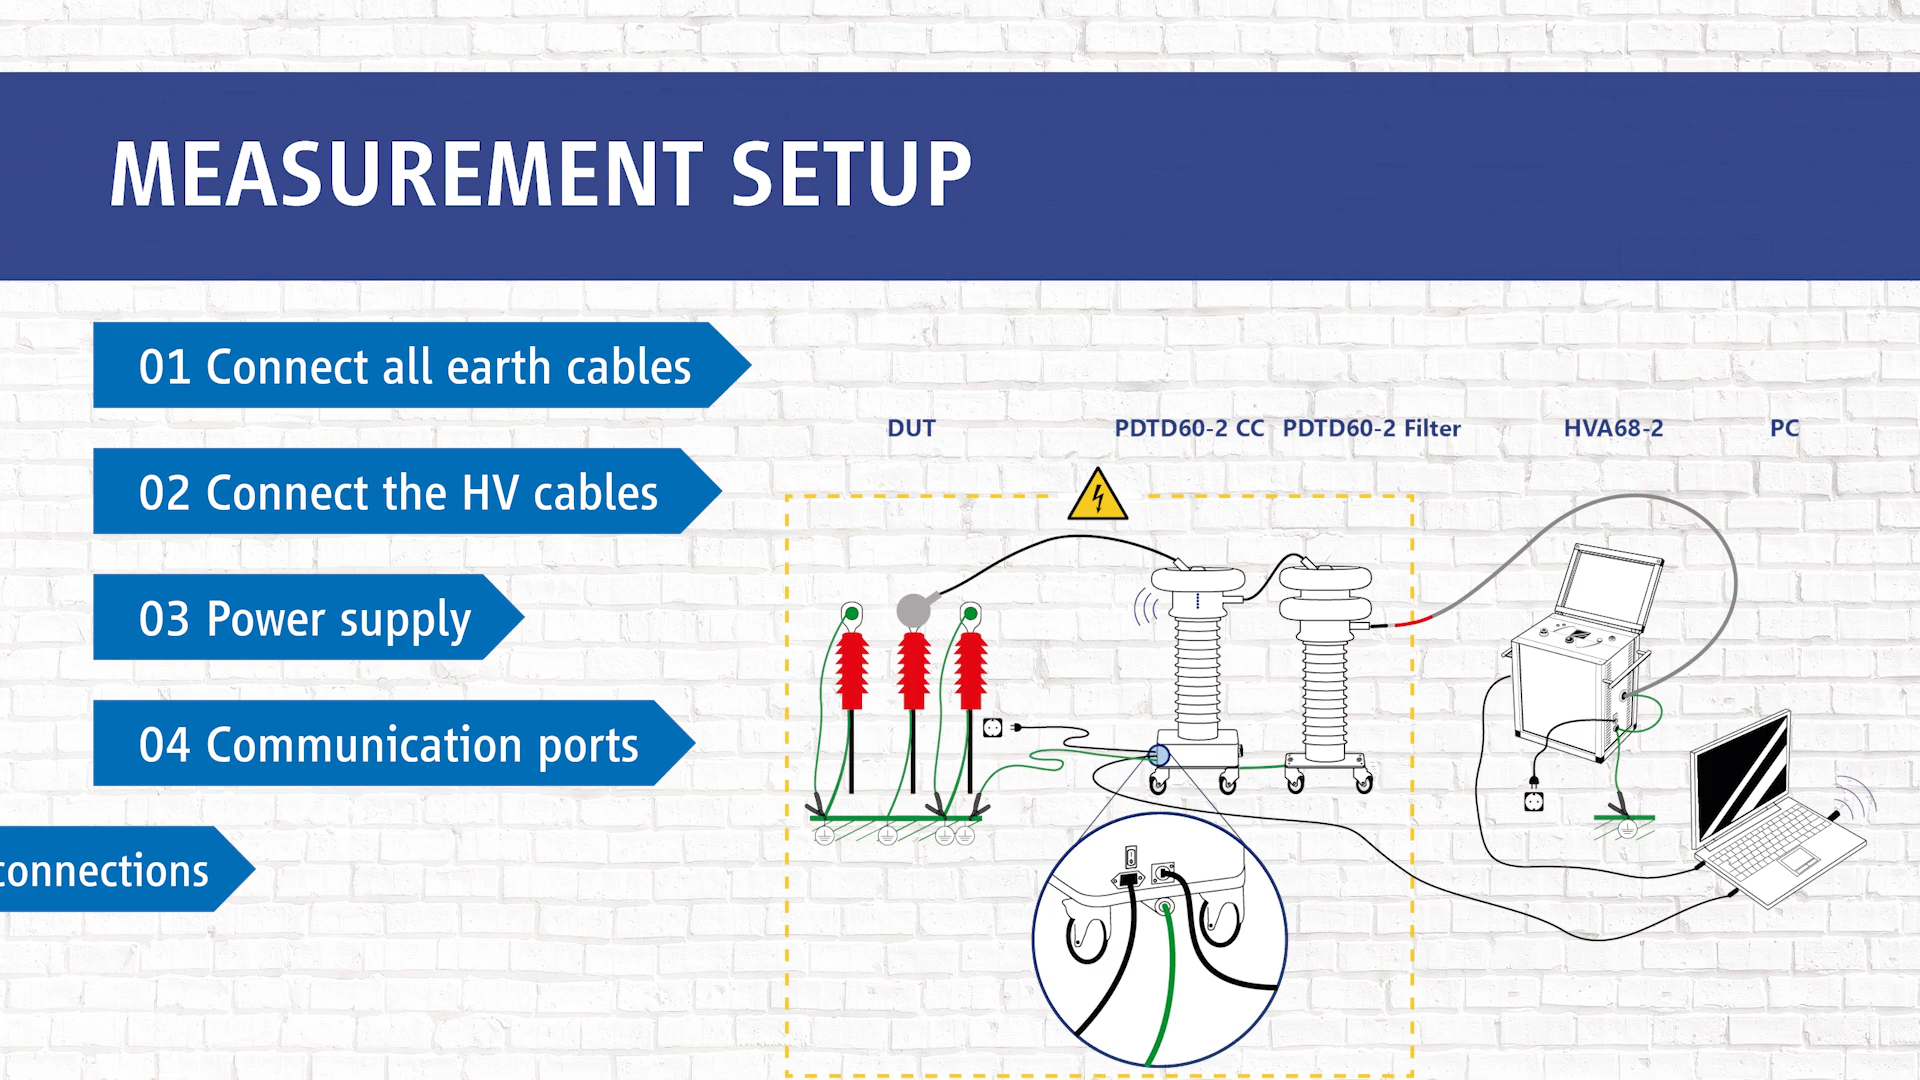 MEASUREMENT SETUP
01 Connect all earth cables
02 Connect the HV cables
03 Power supply
04 Communication ports
connections
DUT
PDTD60-2 CC
PDTD60-2 Filter
HVA68-2
PC